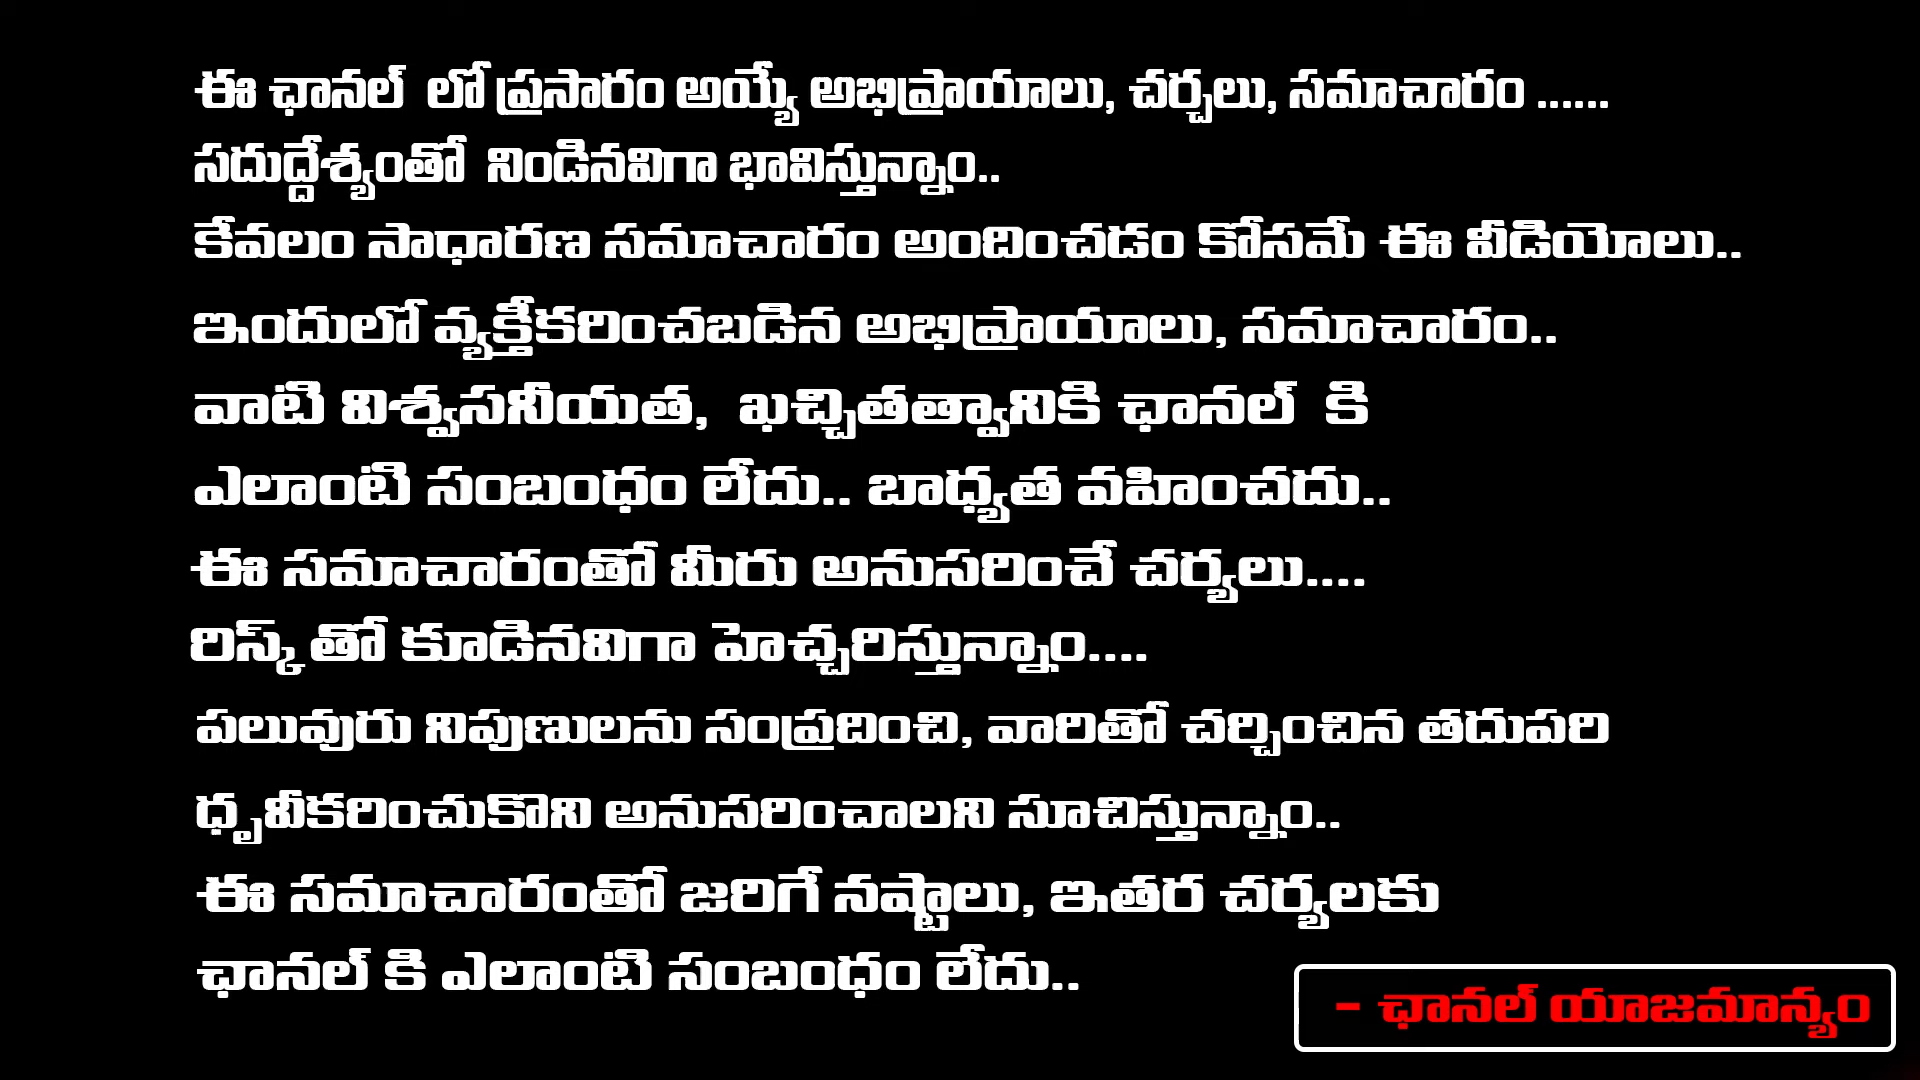 ఈ ఛానల్ లో ప్రసారం అయ్యే అభిప్రాయాలు, చర్చలు, సమాచారం ......
సదుద్దేశ్యంతో నిండినవిగా భావిస్తున్నాం..
కేవలం సాధారణ సమాచారం అందించడం కోసమే ఈ వీడియోలు..
ఇందులో వ్యక్తీకరించబడిన అభిప్రాయాలు, సమాచారం..
వాటి విశ్వసనీయత, ఖచ్చితత్వానికి ఛానల్ కి
ఎలాంటి సంబంధం లేదు.. బాధ్యత వహించదు..
ఈ సమాచారంతో మీరు అనుసరించే చర్యలు....
రిస్క్ తో కూడినవిగా హెచ్చరిస్తున్నాం....
పలువురు నిపుణులను సంప్రదించి, వారితో చర్చించిన తదుపరి
ధృవీకరించుకొని అనుసరించాలని సూచిస్తున్నాం..
ఈ సమాచారంతో జరిగే నష్టాలు, ఇతర చర్యలకు
ఛానల్ కి ఎలాంటి సంబంధం లేదు..
- ఛానల్ యాజమాన్యం